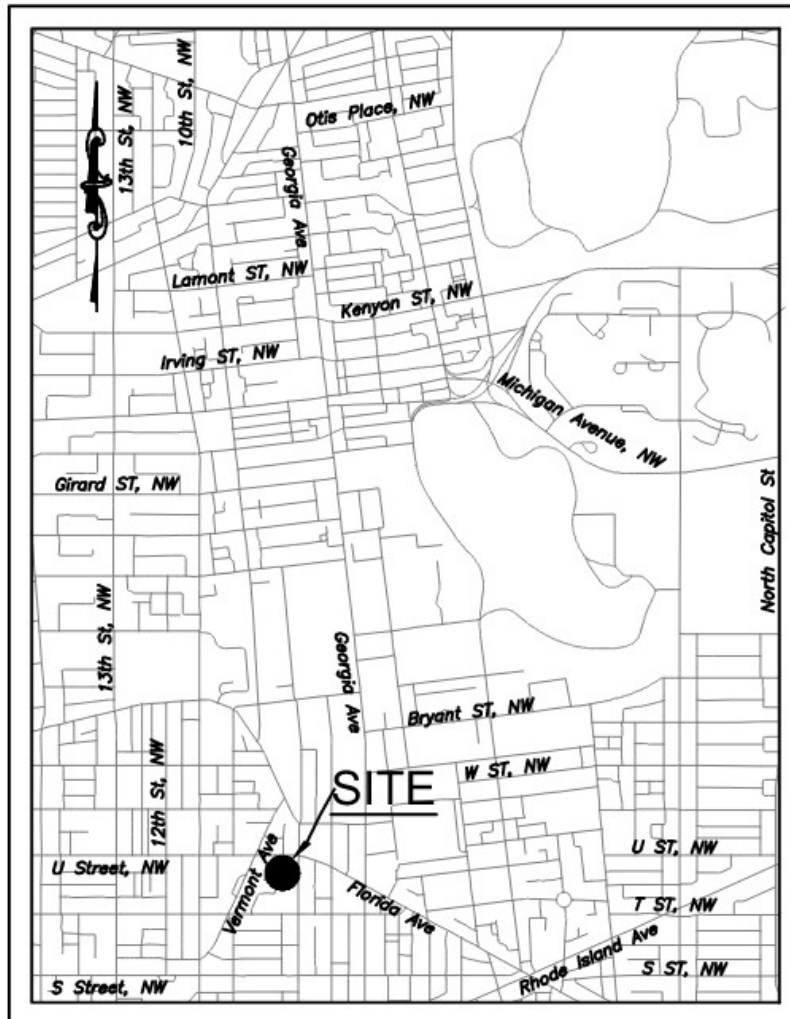 13th St, NW
10th St, NW
Otis Place, NW
Georgia Ave
Lamont ST, NW
Kenyon ST, NW
Irving ST, NW
Michigan Avenue, NW
Girard ST, NW
North Capitol St
13th St, NW
Georgia Ave
Bryant ST, NW
12th St, NW
W ST, NW
SITE
U Street, NW
Vermont Ave
U ST, NW
Florida Ave
T ST, NW
Rhode Island Ave
S ST, NW
S Street, NW